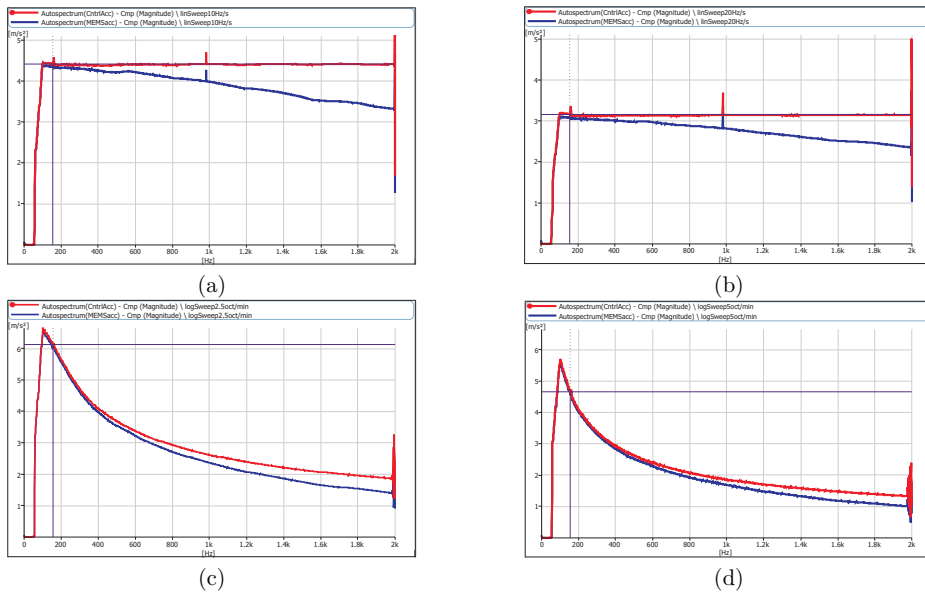 Autospectrum(CntrlAcc) - Cmp (Magnitude) \ linSweep10Hz/s
Autospectrum(MEMSacc) - Cmp (Magnitude) \ linSweep10Hz/s
[m/s²]
5
4
3
2
1
0 200 400 600 800 1k 1.2k 1.4k 1.6k 1.8k 2k
[Hz]
(a)
Autospectrum(CntrlAcc) - Cmp (Magnitude) \ linSweep20Hz/s
Autospectrum(MEMSacc) - Cmp (Magnitude) \ linSweep20Hz/s
[m/s²]
5
4
3
2
1
0 200 400 600 800 1k 1.2k 1.4k 1.6k 1.8k 2k
[Hz]
(b)
Autospectrum(CntrlAcc) - Cmp (Magnitude) \ logSweep2.5oct/min
Autospectrum(MEMSacc) - Cmp (Magnitude) \ logSweep2.5oct/min
[m/s²]
6
5
4
3
2
1
0 200 400 600 800 1k 1.2k 1.4k 1.6k 1.8k 2k
[Hz]
(c)
Autospectrum(CntrlAcc) - Cmp (Magnitude) \ logSweep5oct/min
Autospectrum(MEMSacc) - Cmp (Magnitude) \ logSweep5oct/min
[m/s²]
6
5
4
3
2
1
0 200 400 600 800 1k 1.2k 1.4k 1.6k 1.8k 2k
[Hz]
(d)